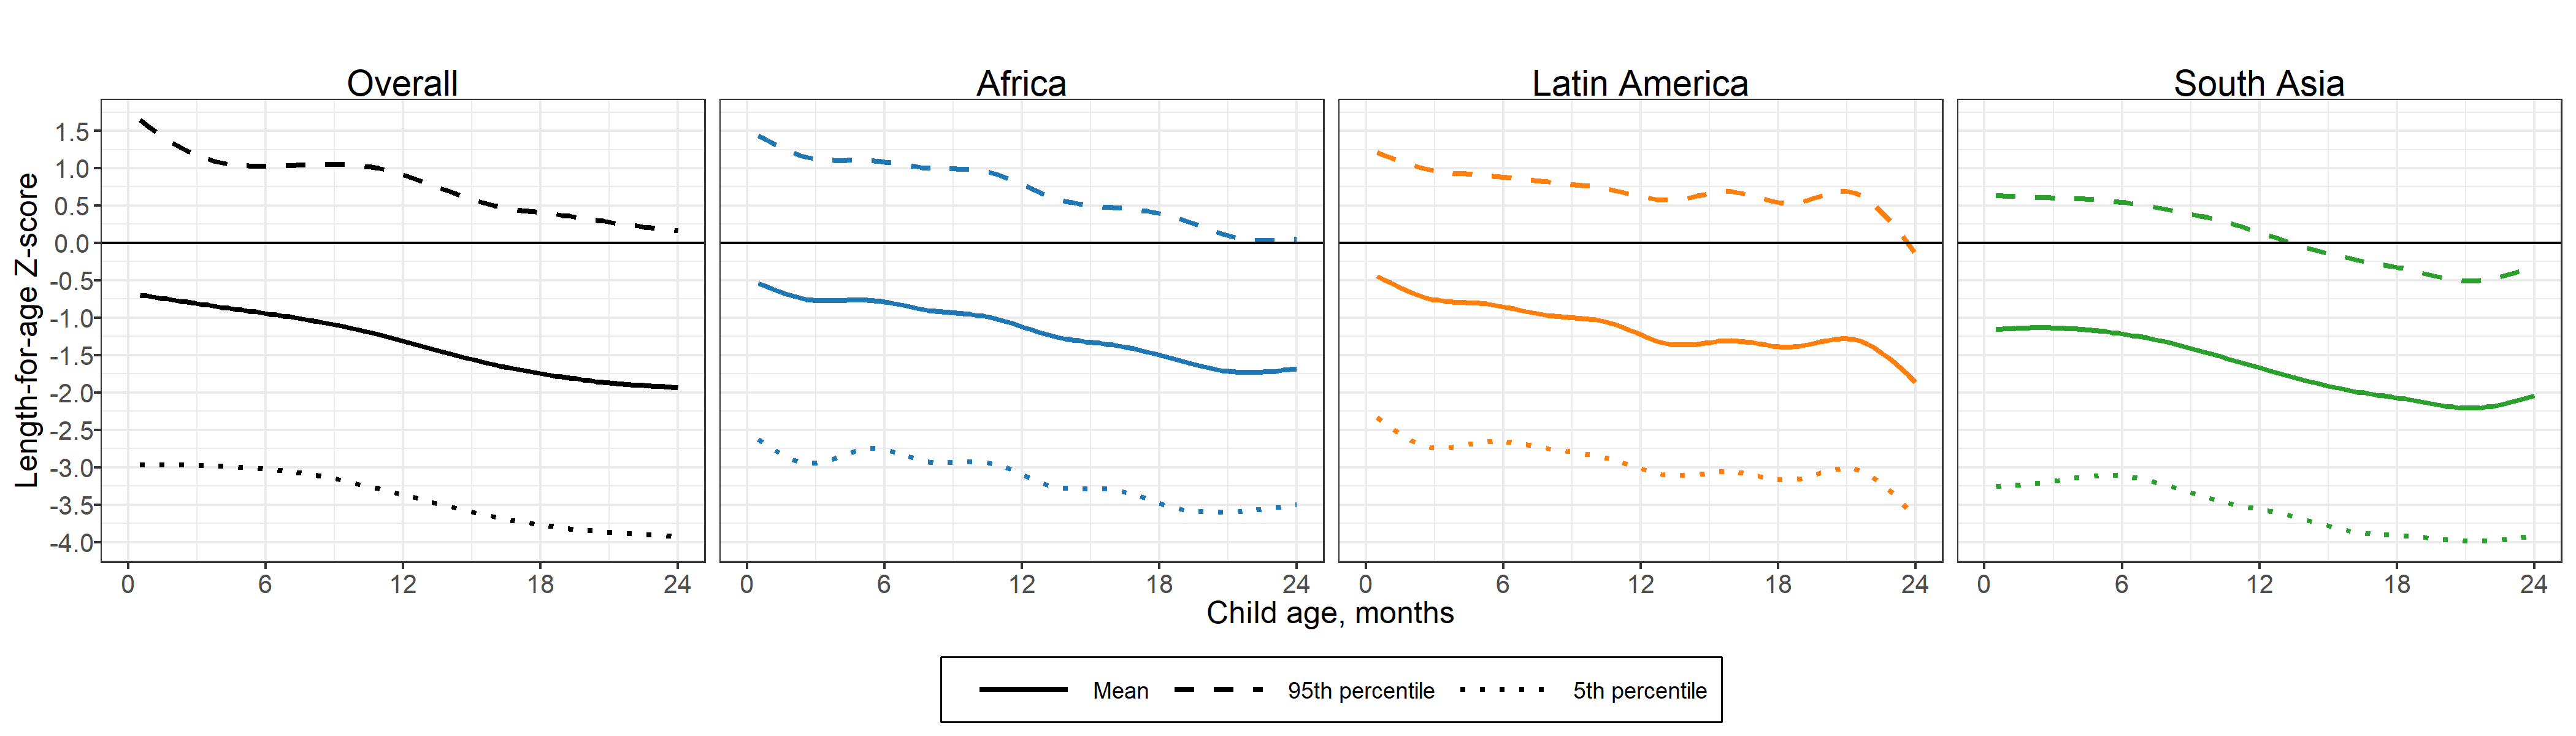 Overall
Africa
Latin America
South Asia
Length-for-age Z-score
1.5
1.0
0.5
0.0
-0.5
-1.0
-1.5
-2.0
-2.5
-3.0
-3.5
-4.0
0 6 12 18 24
0 6 12 18 24
0 6 12 18 24
0 6 12 18 24
Child age, months
Mean 95th percentile 5th percentile